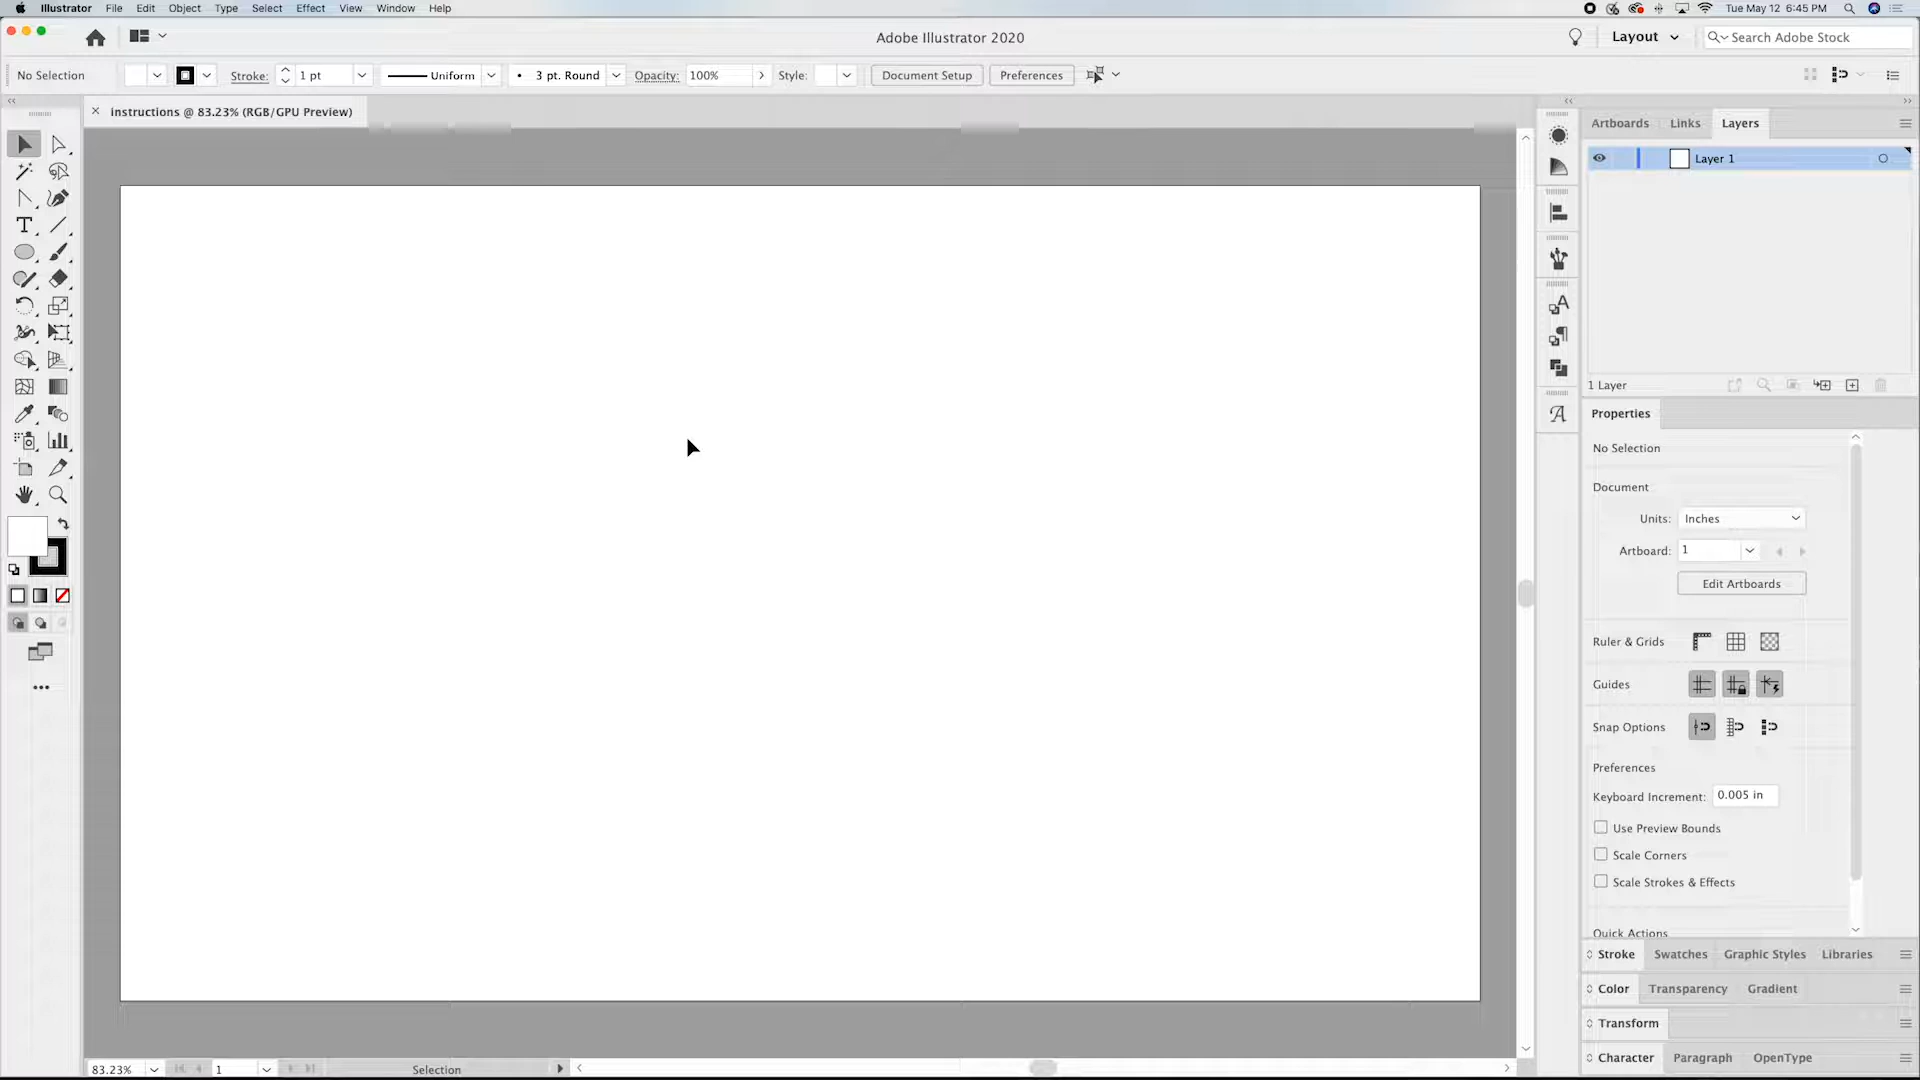 Illustrator File Edit Object Type Select Effect View Window Help
Tue May 12 6:45 PM
Adobe Illustrator 2020
Layout
Search Adobe Stock
No Selection
Stroke:
1 pt
Uniform
3 pt. Round
Opacity:
100%
Style:
Document Setup
Preferences
instructions @ 83.23% (RGB/GPU Preview)
Artboards Links Layers
Layer 1
1 Layer
Properties
No Selection
Document
Units: Inches
Artboard: 1
Edit Artboards
Ruler & Grids
Guides
Snap Options
Preferences
Keyboard Increment: 0.005 in
Use Preview Bounds
Scale Corners
Scale Strokes & Effects
Quick Actions
Stroke Swatches Graphic Styles Libraries
Color Transparency Gradient
Transform
Character Paragraph OpenType
83.23%
1
Selection